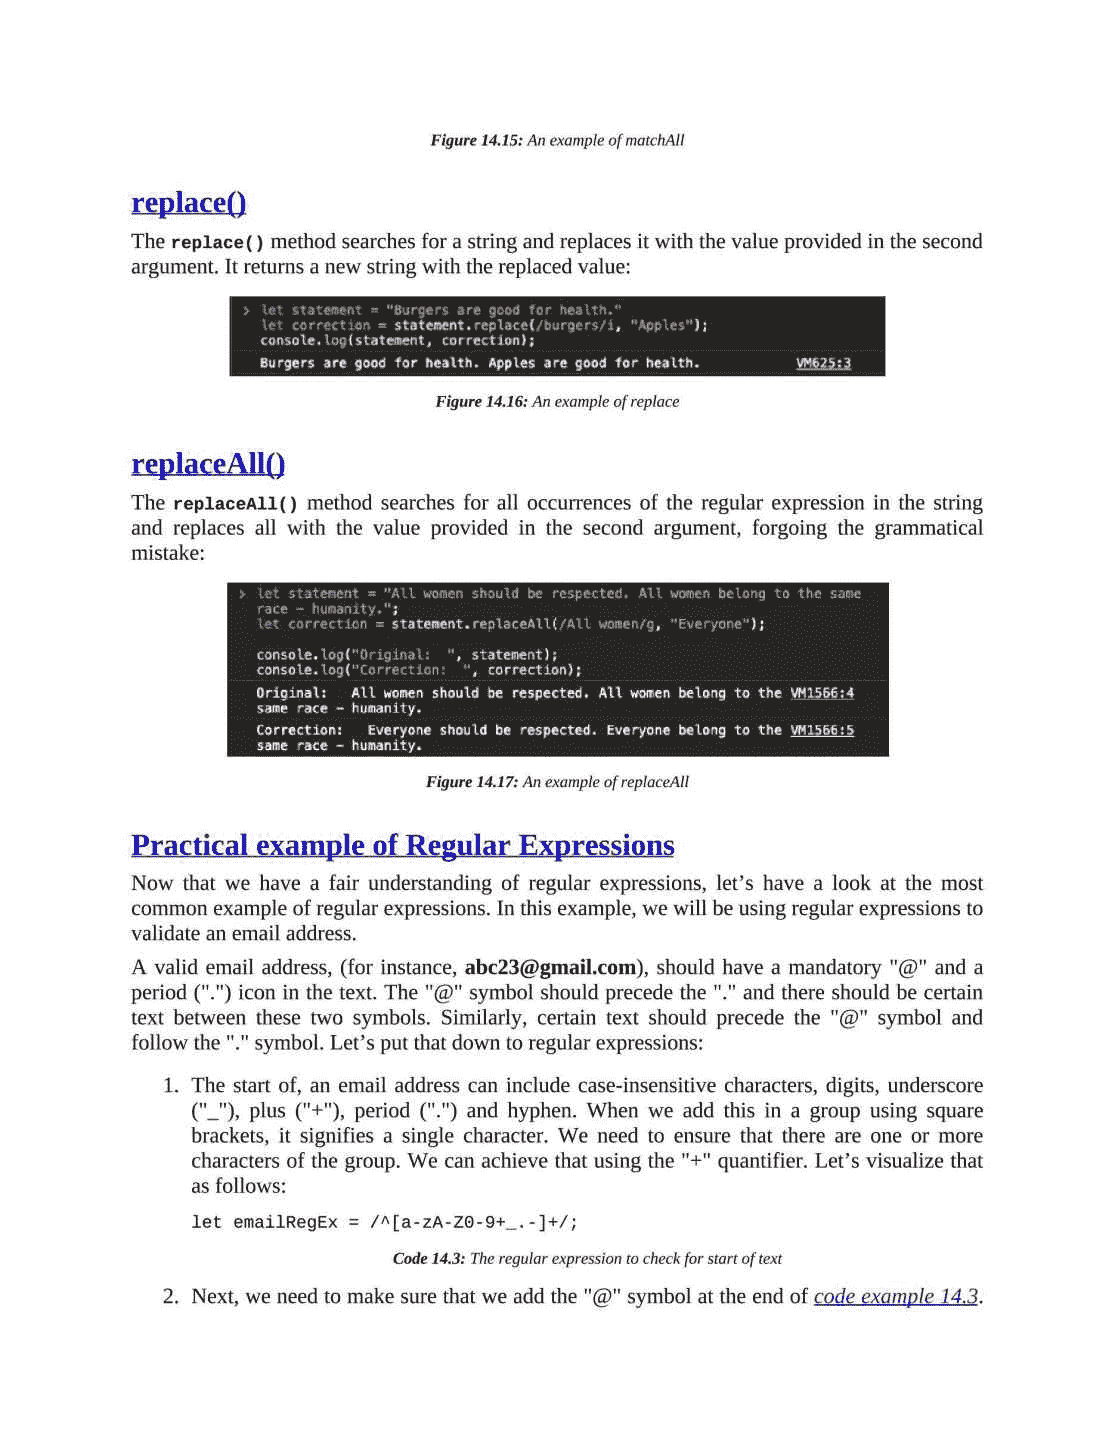 Figure 14.15: An example of matchAll
replace()
The replace() method searches for a string and replaces it with the value provided in the second
argument. It returns a new string with the replaced value:
> let statement = "Burgers are good for health."
let correction = statement.replace(/burgers/i, "Apples");
console.log(statement, correction);
Burgers are good for health. Apples are good for health. VM625:3
Figure 14.16: An example of replace
replaceAll()
The replaceAll() method searches for all occurrences of the regular expression in the string
and replaces all with the value provided in the second argument, forgoing the grammatical
mistake:
> let statement = "All women should be respected. All women belong to the same
race – humanity.";
let correction = statement.replaceAll(/All women/g, "Everyone");
console.log("Original:  ", statement);
console.log("Correction:  ", correction);
Original:   All women should be respected. All women belong to the VM1566:4
same race – humanity.
Correction:   Everyone should be respected. Everyone belong to the VM1566:5
same race – humanity.
Figure 14.17: An example of replaceAll
Practical example of Regular Expressions
Now that we have a fair understanding of regular expressions, let’s have a look at the most
common example of regular expressions. In this example, we will be using regular expressions to
validate an email address.
A valid email address, (for instance, abc23@gmail.com), should have a mandatory "@" and a
period (".") icon in the text. The "@" symbol should precede the "." and there should be certain
text between these two symbols. Similarly, certain text should precede the "@" symbol and
follow the "." symbol. Let’s put that down to regular expressions:
1. The start of, an email address can include case-insensitive characters, digits, underscore
("_"), plus ("+"), period (".") and hyphen. When we add this in a group using square
brackets, it signifies a single character. We need to ensure that there are one or more
characters of the group. We can achieve that using the "+" quantifier. Let’s visualize that
as follows:
let emailRegEx = /^[a-zA-Z0-9+_.-]+/;
Code 14.3: The regular expression to check for start of text
2. Next, we need to make sure that we add the "@" symbol at the end of code example 14.3.